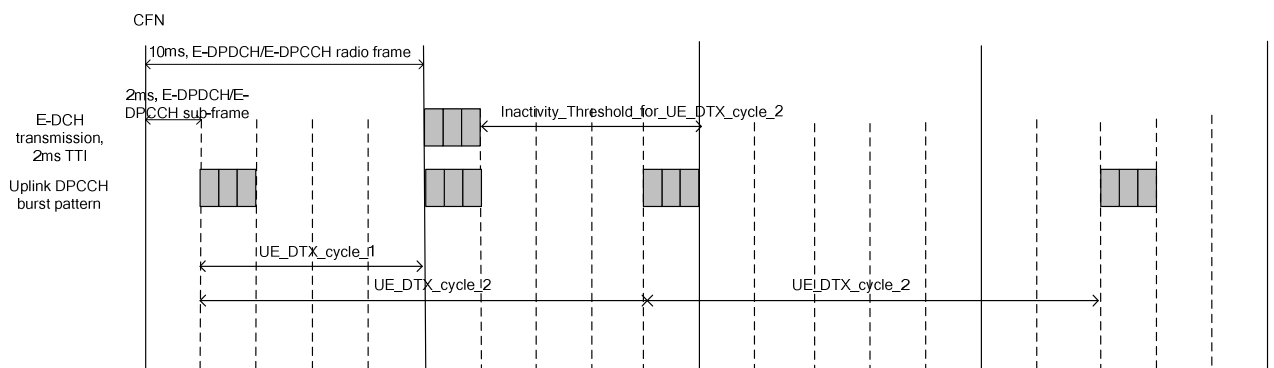 CFN
10ms, E-DPDCH/E-DPCCH radio frame
2ms, E-DPDCH/E-
DPCCH sub-frame
E-DCH
transmission,
2ms TTI
Inactivity_Threshold_for_UE_DTX_cycle_2
Uplink DPCCH
burst pattern
UE_DTX_cycle_1
UE_DTX_cycle_2
UE_DTX_cycle_2